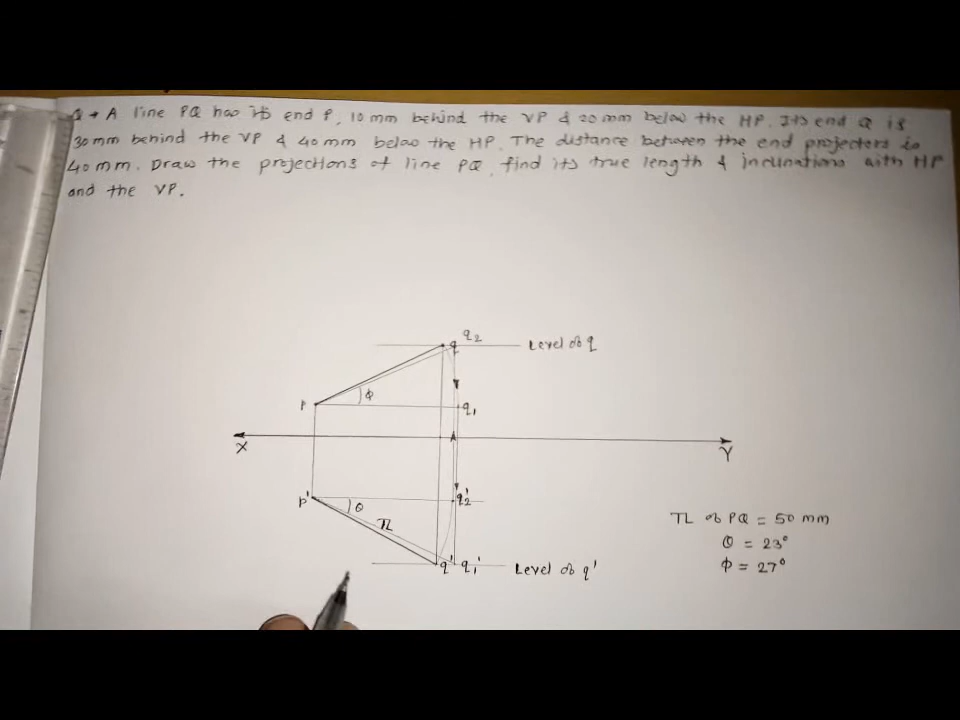 Q → A line PQ has its end P, 10 mm behind the VP & 20 mm below the HP. Its end Q is
30 mm behind the VP & 40 mm below the HP. The distance between the end projectors is
40 mm. Draw the projections of line PQ, find its true length & inclinations with HP
and the VP.
q2
q
Level of q
P
ϕ
q1
X
A
Y
p'
θ
q2'
TL
TL of PQ = 50 mm
θ = 23°
ϕ = 27°
q'
q1'
Level of q'